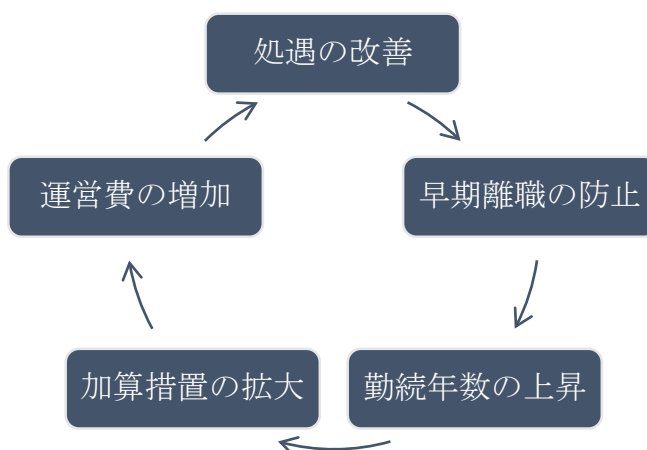 処遇の改善
早期離職の防止
勤続年数の上昇
加算措置の拡大
運営費の増加